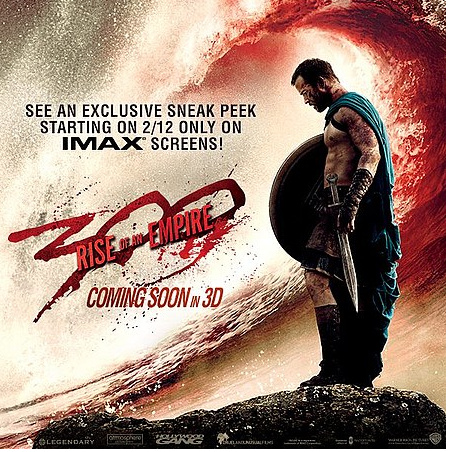 SEE AN EXCLUSIVE SNEAK PEEK
STARTING ON 2/12 ONLY ON
IMAX SCREENS!
300
RISE OF AN EMPIRE
COMING SOON IN 3D
LEGENDARY
atmosphere
HOLLYWOOD GANG